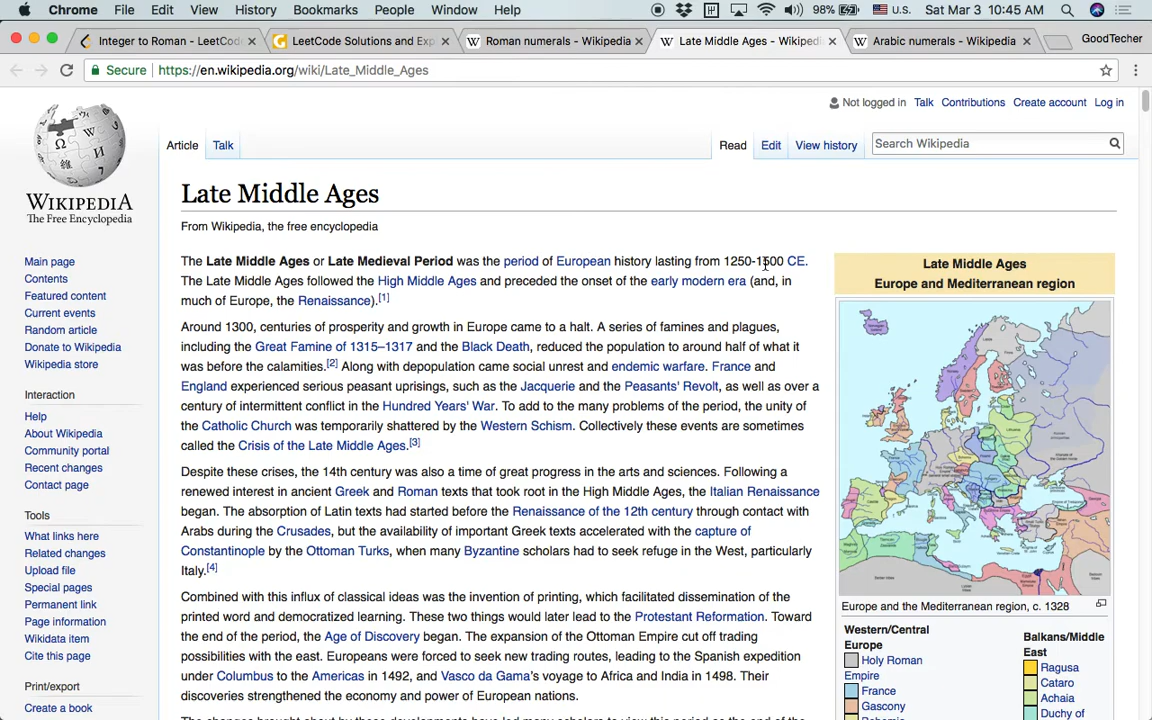 Chrome File Edit View History Bookmarks People Window Help 98% U.S. Sat Mar 3 10:45 AM
Integer to Roman - LeetCode LeetCode Solutions and Exp Roman numerals - Wikipedia Late Middle Ages - Wikiped Arabic numerals - Wikipedia GoodTecher
Secure https://en.wikipedia.org/wiki/Late_Middle_Ages
Not logged in Talk Contributions Create account Log in
Article Talk Read Edit View history Search Wikipedia
WIKIPEDIA
The Free Encyclopedia
Main page
Contents
Featured content
Current events
Random article
Donate to Wikipedia
Wikipedia store
Interaction
Help
About Wikipedia
Community portal
Recent changes
Contact page
Tools
What links here
Related changes
Upload file
Special pages
Permanent link
Page information
Wikidata item
Cite this page
Print/export
Create a book
Late Middle Ages
From Wikipedia, the free encyclopedia
The Late Middle Ages or Late Medieval Period was the period of European history lasting from 1250-1500 CE.
The Late Middle Ages followed the High Middle Ages and preceded the onset of the early modern era (and, in
much of Europe, the Renaissance).[1]
Around 1300, centuries of prosperity and growth in Europe came to a halt. A series of famines and plagues,
including the Great Famine of 1315–1317 and the Black Death, reduced the population to around half of what it
was before the calamities.[2] Along with depopulation came social unrest and endemic warfare. France and
England experienced serious peasant uprisings, such as the Jacquerie and the Peasants' Revolt, as well as over a
century of intermittent conflict in the Hundred Years' War. To add to the many problems of the period, the unity of
the Catholic Church was temporarily shattered by the Western Schism. Collectively these events are sometimes
called the Crisis of the Late Middle Ages.[3]
Despite these crises, the 14th century was also a time of great progress in the arts and sciences. Following a
renewed interest in ancient Greek and Roman texts that took root in the High Middle Ages, the Italian Renaissance
began. The absorption of Latin texts had started before the Renaissance of the 12th century through contact with
Arabs during the Crusades, but the availability of important Greek texts accelerated with the capture of
Constantinople by the Ottoman Turks, when many Byzantine scholars had to seek refuge in the West, particularly
Italy.[4]
Combined with this influx of classical ideas was the invention of printing, which facilitated dissemination of the
printed word and democratized learning. These two things would later lead to the Protestant Reformation. Toward
the end of the period, the Age of Discovery began. The expansion of the Ottoman Empire cut off trading
possibilities with the east. Europeans were forced to seek new trading routes, leading to the Spanish expedition
under Columbus to the Americas in 1492, and Vasco da Gama's voyage to Africa and India in 1498. Their
discoveries strengthened the economy and power of European nations.
The changes brought about by these developments have led many scholars to view this period as the end of the
Late Middle Ages
Europe and Mediterranean region
Europe and the Mediterranean region, c. 1328
Western/Central
Europe
Holy Roman
Empire
France
Gascony
Bohemia
Balkans/Middle
East
Ragusa
Cataro
Achaia
Duchy of